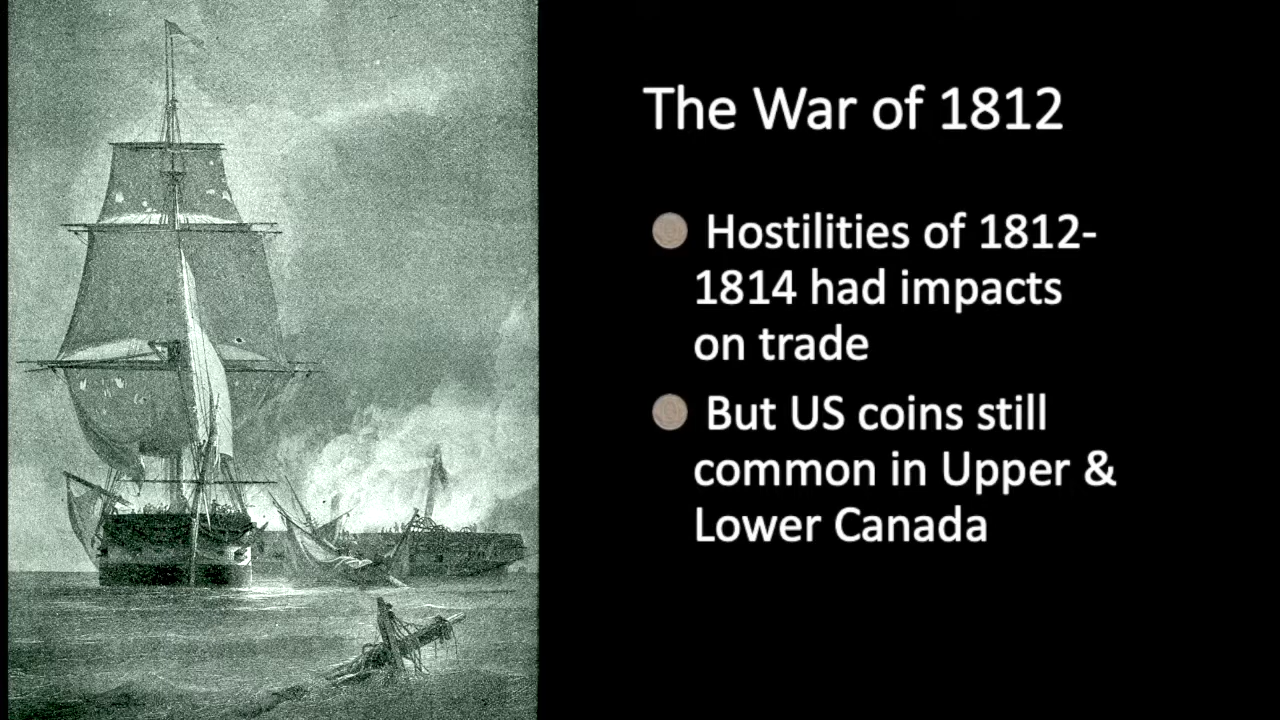 The War of 1812
Hostilities of 1812-
1814 had impacts
on trade
But US coins still
common in Upper &
Lower Canada